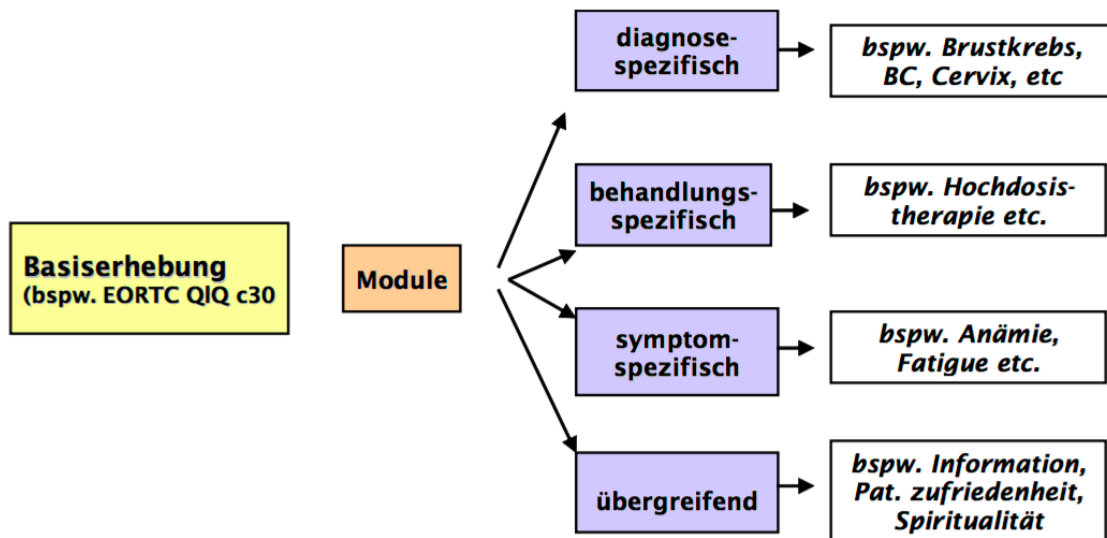 diagnose-
spezifisch
bspw. Brustkrebs,
BC, Cervix, etc
behandlungs-
spezifisch
bspw. Hochdosis-
therapie etc.
Basiserhebung
(bspw. EORTC QlQ c30
Module
symptom-
spezifisch
bspw. Anämie,
Fatigue etc.
übergreifend
bspw. Information,
Pat. zufriedenheit,
Spiritualität